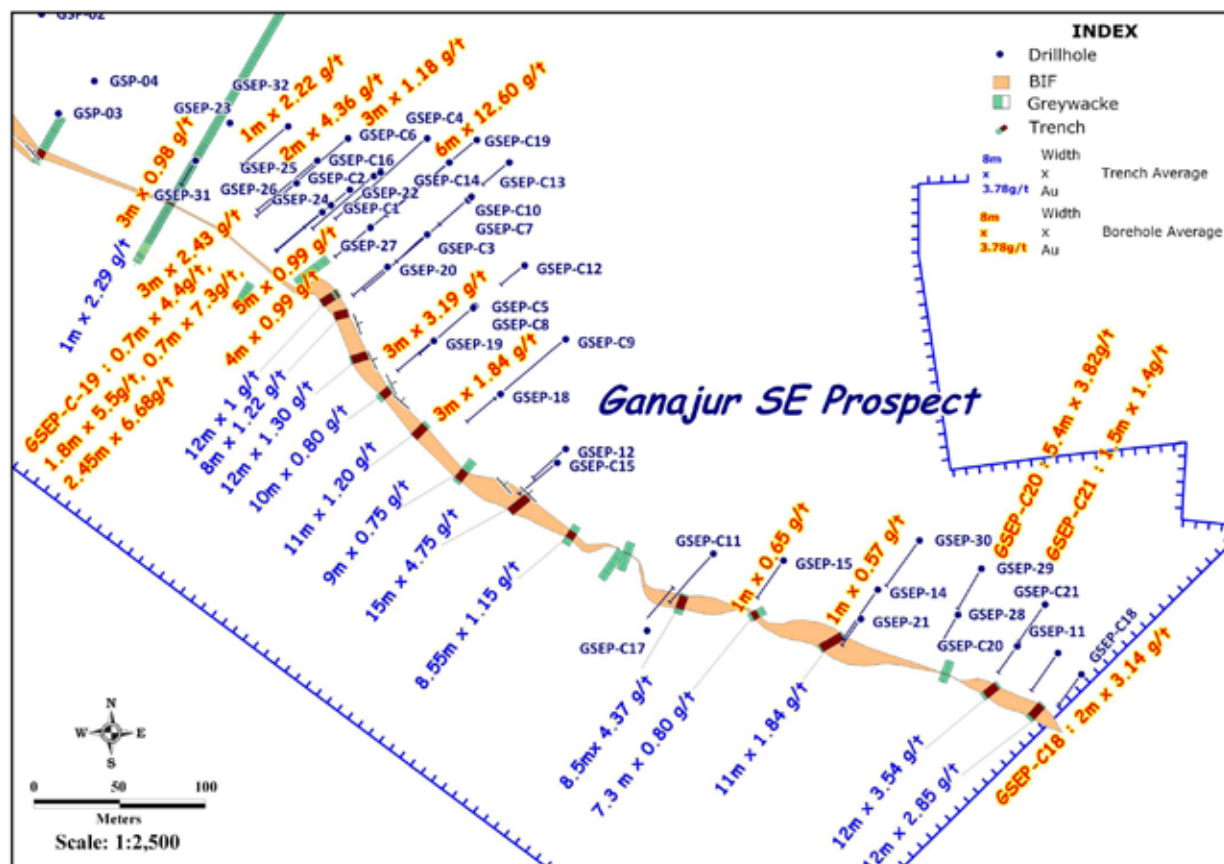 GSP-02
GSP-04
GSP-03
GSEP-32
GSEP-23
GSEP-31
GSEP-25
GSEP-26
GSEP-24
GSEP-C2
GSEP-C16
GSEP-C6
GSEP-C4
GSEP-22
GSEP-C1
GSEP-27
GSEP-C14
GSEP-C19
GSEP-C13
GSEP-C10
GSEP-C7
GSEP-C3
GSEP-20
GSEP-C12
GSEP-C5
GSEP-C8
GSEP-19
GSEP-C9
GSEP-18
GSEP-12
GSEP-C15
GSEP-C11
GSEP-C17
GSEP-15
GSEP-30
GSEP-14
GSEP-21
GSEP-29
GSEP-28
GSEP-C20
GSEP-C21
GSEP-11
GSEP-C18
3m x 0.98 g/t
1m x 2.22 g/t
2m x 4.36 g/t
3m x 1.18 g/t
6m x 12.60 g/t
3m x 2.43 g/t
5m x 0.99 g/t
4m x 0.99 g/t
3m x 3.19 g/t
3m x 1.84 g/t
GSEP-C-19 : 0.7m x 4.4g/t,
1.8m x 5.5g/t, 0.7m x 7.3g/t,
2.45m x 6.68g/t
1m x 0.65 g/t
1m x 0.57 g/t
GSEP-C20 : 5.4m x 3.82g/t
GSEP-C21 : 1.5m x 1.4g/t
GSEP-C18 : 2m x 3.14 g/t
1m x 2.29 g/t
12m x 1 g/t
8m x 1.22 g/t
12m x 1.30 g/t
10m x 0.80 g/t
11m x 1.20 g/t
9m x 0.75 g/t
15m x 4.75 g/t
8.55m x 1.15 g/t
8.5m x 4.37 g/t
7.3 m x 0.80 g/t
11m x 1.84 g/t
12m x 3.54 g/t
12m x 2.85 g/t
Ganajur SE Prospect
INDEX
Drillhole
BIF
Greywacke
Trench
8m Width
x x Trench Average
3.78g/t Au
8m Width
x x Borehole Average
3.78g/t Au
N
W E
S
0 50 100
Meters
Scale: 1:2,500